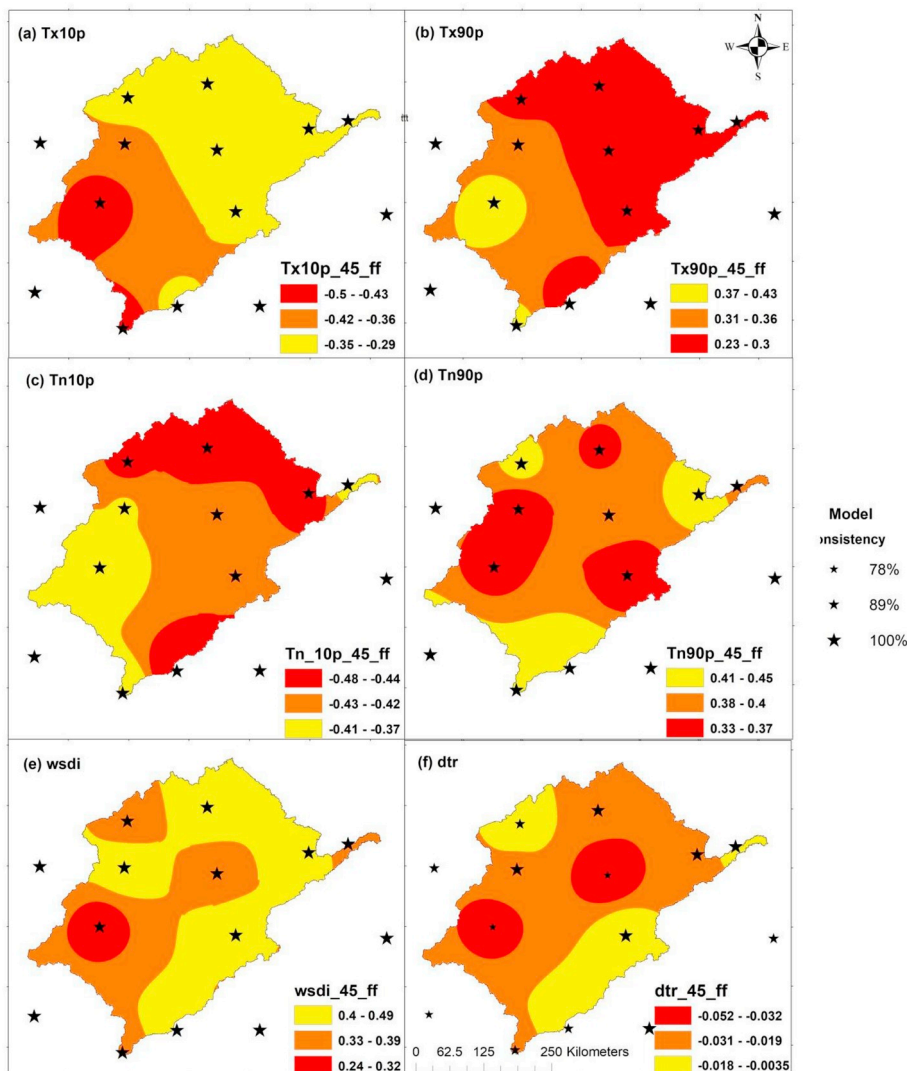 (a) Tx10p
Tx10p_45_ff
-0.5 - -0.43
-0.42 - -0.36
-0.35 - -0.29
(b) Tx90p
N
W E
S
fft
Tx90p_45_ff
0.37 - 0.43
0.31 - 0.36
0.23 - 0.3
(c) Tn10p
Tn_10p_45_ff
-0.48 - -0.44
-0.43 - -0.42
-0.41 - -0.37
(d) Tn90p
Tn90p_45_ff
0.41 - 0.45
0.38 - 0.4
0.33 - 0.37
Model
onsistency
78%
89%
100%
(e) wsdi
wsdi_45_ff
0.4 - 0.49
0.33 - 0.39
0.24 - 0.32
(f) dtr
dtr_45_ff
-0.052 - -0.032
-0.031 - -0.019
-0.018 - -0.0035
0 62.5 125 250 Kilometers